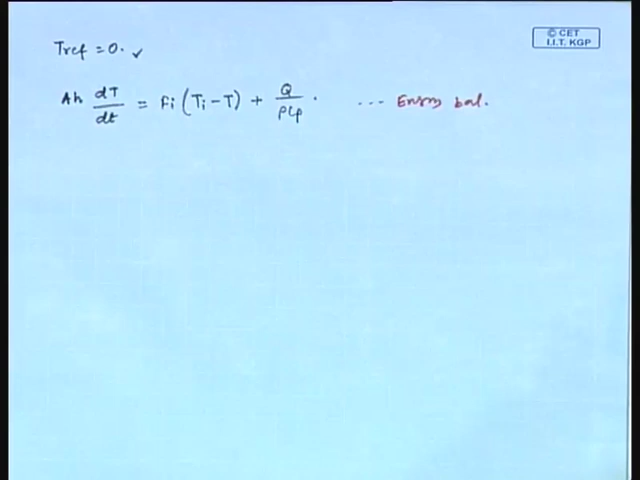 © CET
I.I.T. KGP
Tref = 0.
Ah dT/dt = Fi (Ti - T) + Q/ρCp . ... Energy bal.